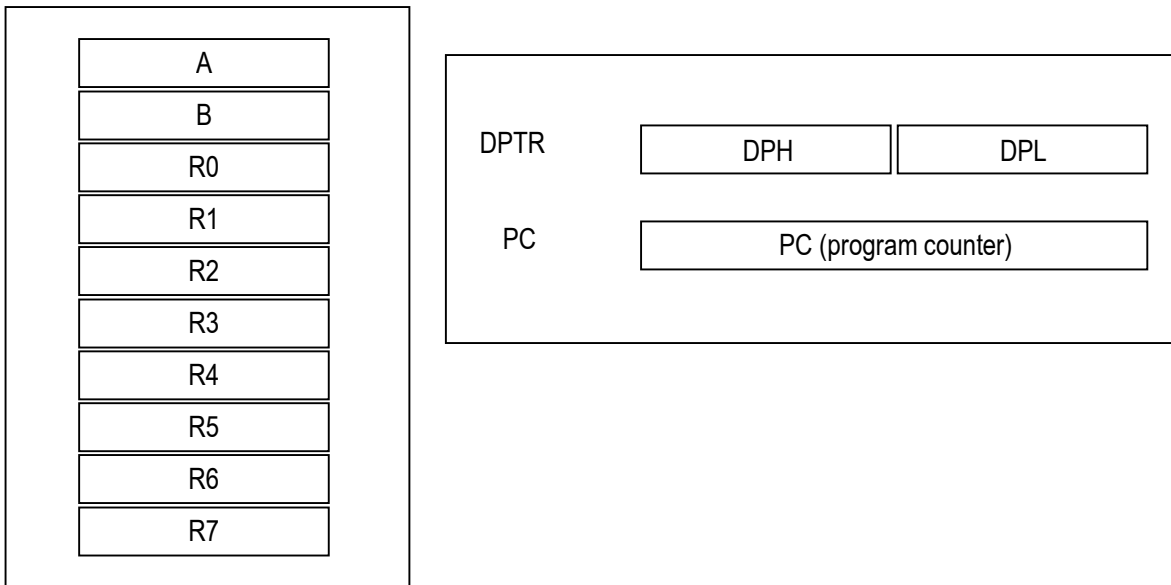 A
B
R0
R1
R2
R3
R4
R5
R6
R7
DPTR DPH DPL
PC PC (program counter)